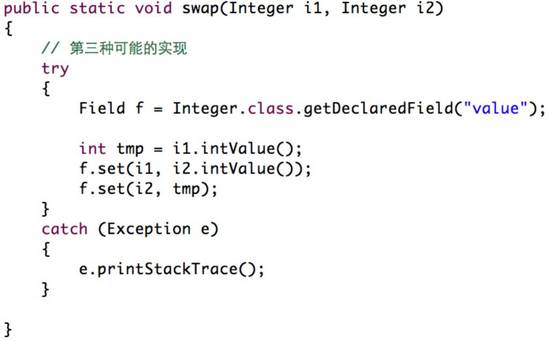 public static void swap(Integer i1, Integer i2)
{
    // 第三种可能的实现
    try
    {
        Field f = Integer.class.getDeclaredField("value");

        int tmp = i1.intValue();
        f.set(i1, i2.intValue());
        f.set(i2, tmp);
    }
    catch (Exception e)
    {
        e.printStackTrace();
    }

}